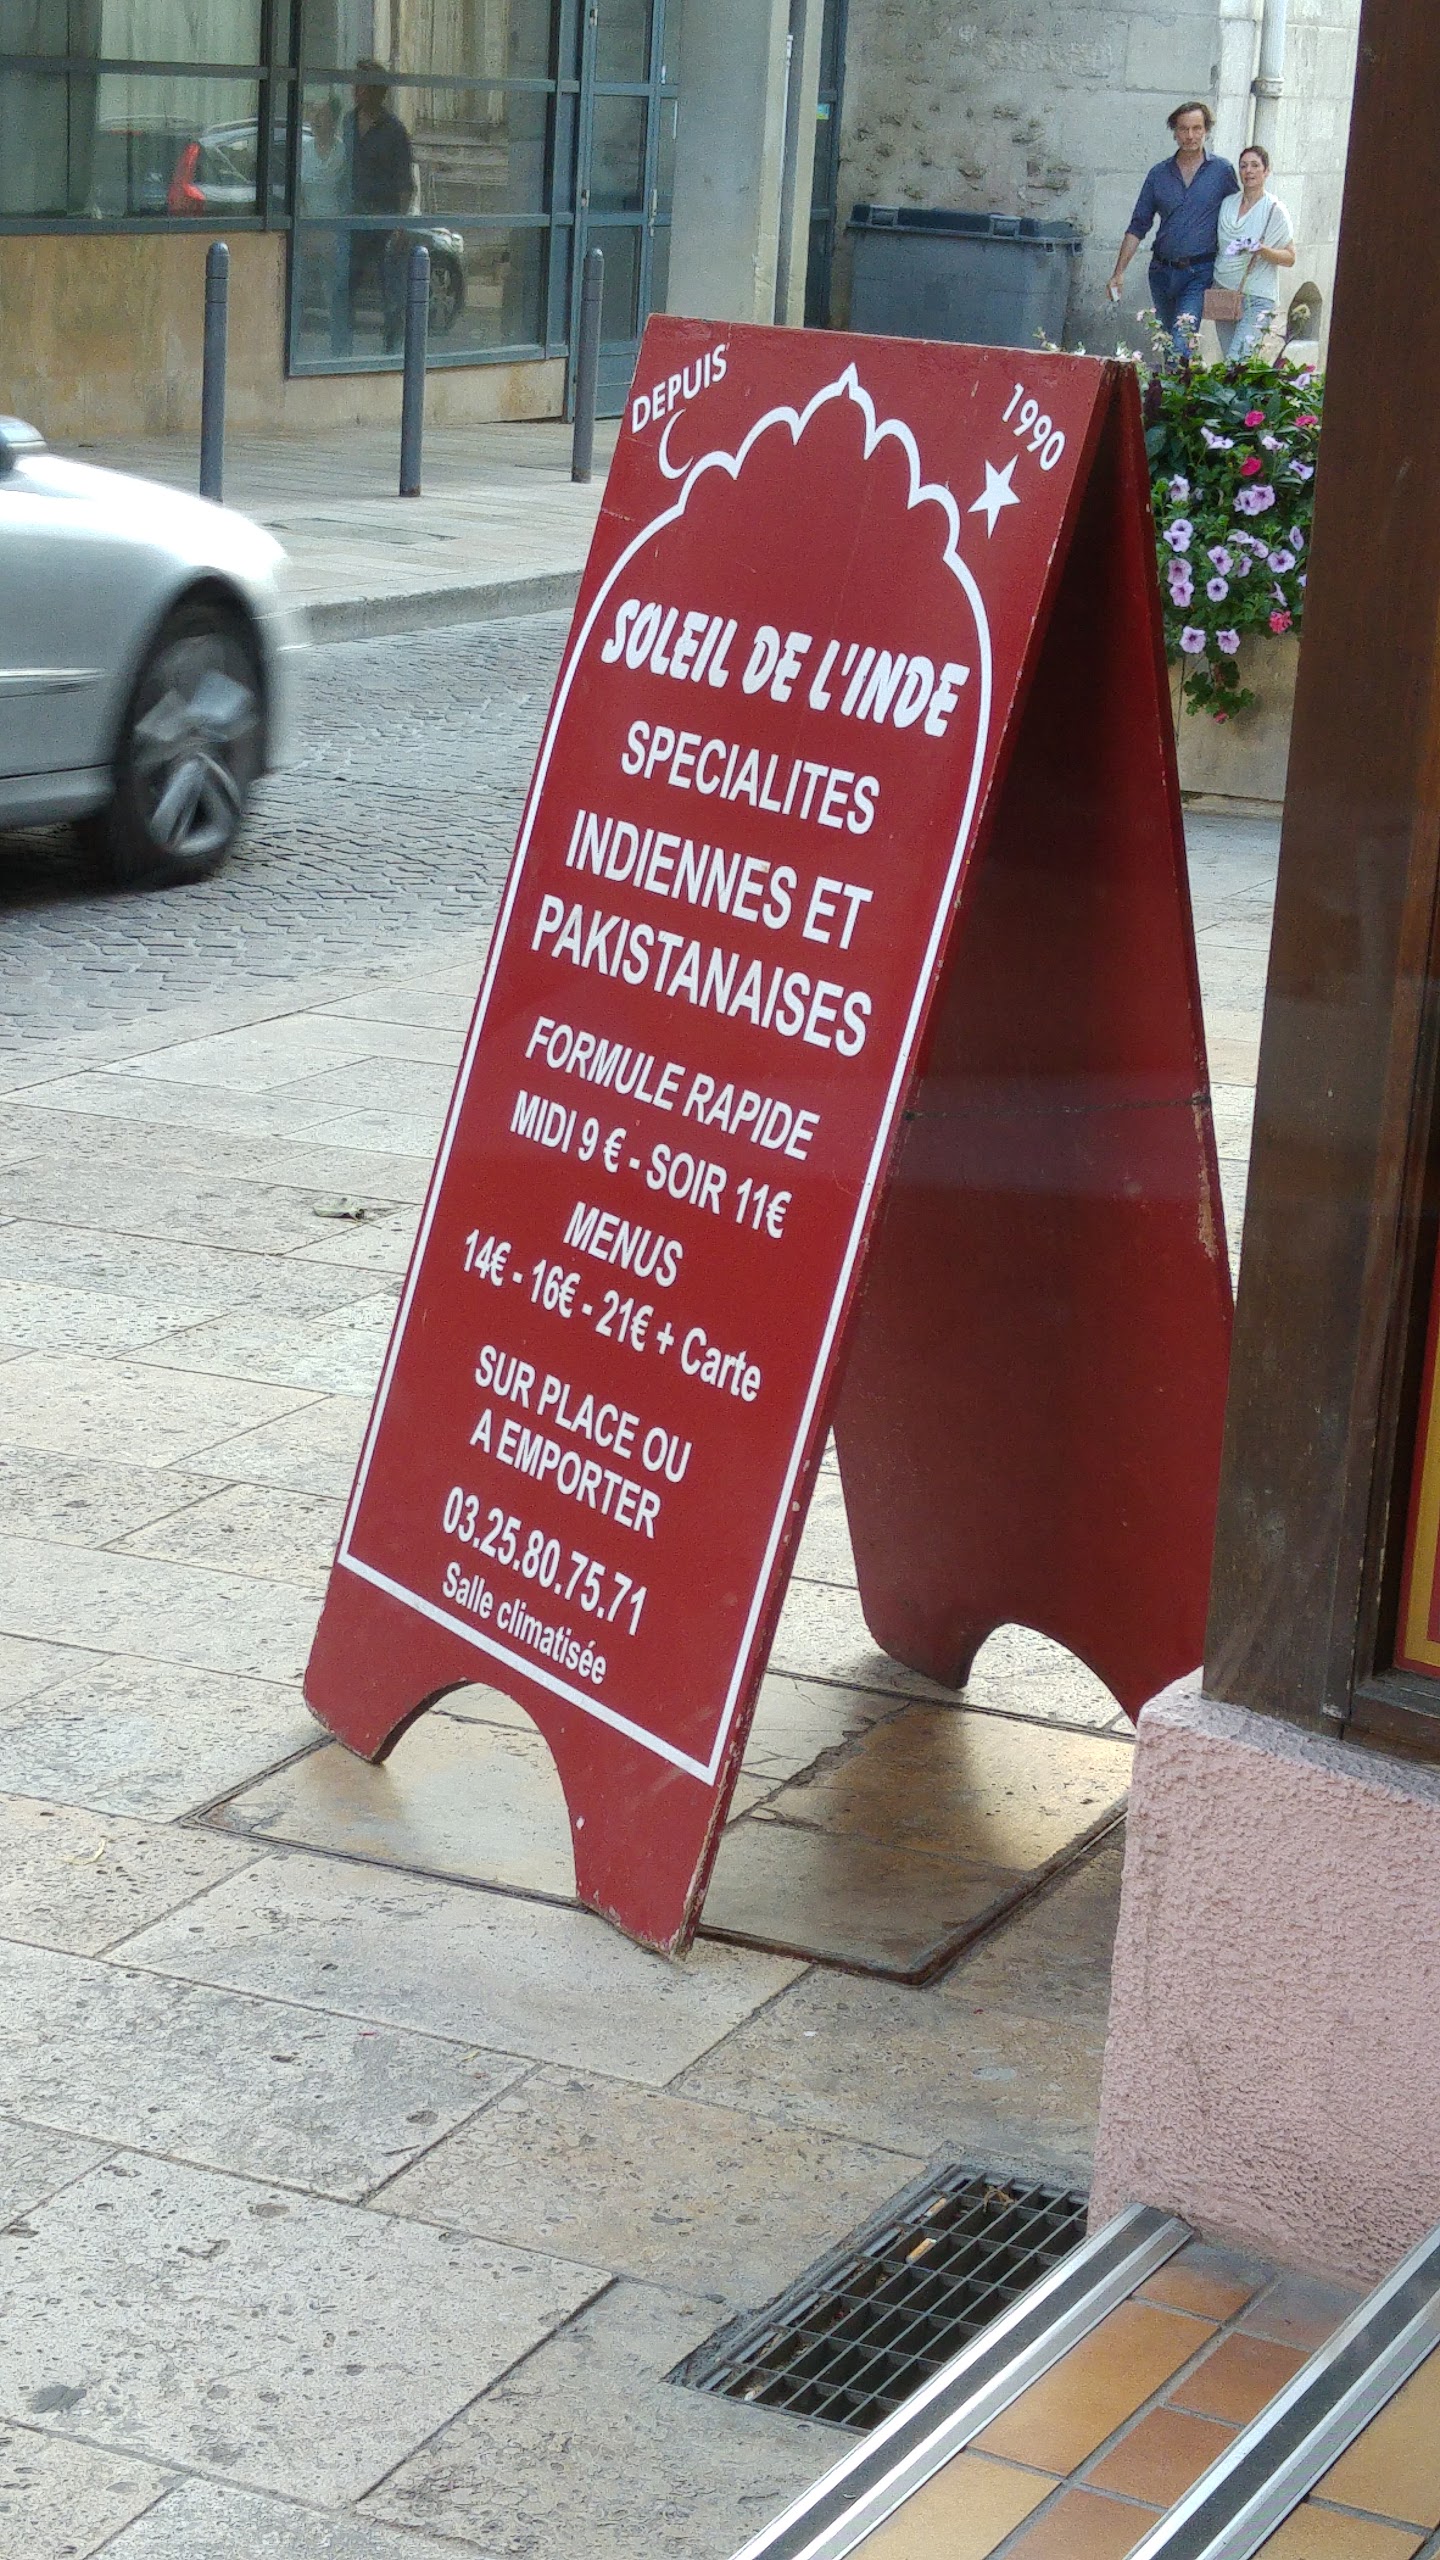 DEPUIS 1990
SOLEIL DE L'INDE
SPECIALITES
INDIENNES ET
PAKISTANAISES
FORMULE RAPIDE
MIDI 9 € - SOIR 11€
MENUS
14€ - 16€ - 21€ + Carte
SUR PLACE OU
A EMPORTER
03.25.80.75.71
Salle climatisée